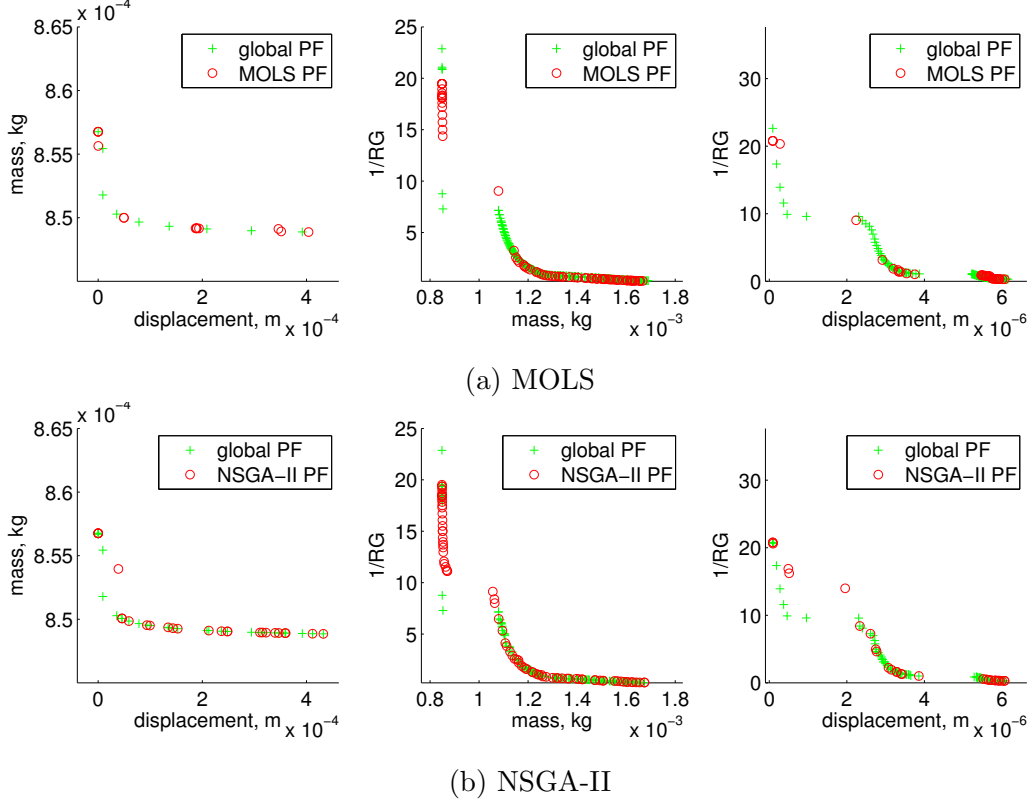 x 10⁻⁴
8.65
8.6
8.55
8.5
mass, kg
global PF
MOLS PF
0
2
4
displacement, m
x 10⁻⁴
25
20
15
10
5
1/RG
global PF
MOLS PF
0.8
1
1.2
1.4
1.6
1.8
mass, kg
x 10⁻³
30
20
10
0
1/RG
global PF
MOLS PF
0
2
4
6
displacement, m
x 10⁻⁶
(a) MOLS
x 10⁻⁴
8.65
8.6
8.55
8.5
mass, kg
global PF
NSGA−II PF
0
2
4
displacement, m
x 10⁻⁴
25
20
15
10
5
0
1/RG
global PF
NSGA−II PF
0.8
1
1.2
1.4
1.6
1.8
mass, kg
x 10⁻³
30
20
10
0
1/RG
global PF
NSGA−II PF
0
2
4
6
displacement, m
x 10⁻⁶
(b) NSGA-II